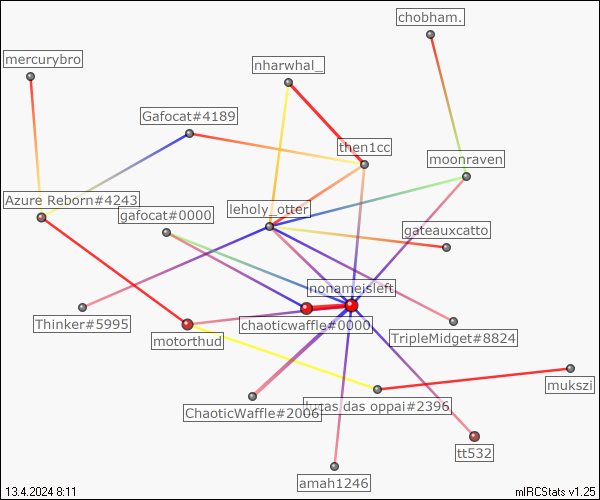 chobham.
mercurybro
nharwhal_
Gafocat#4189
then1cc
moonraven
Azure Reborn#4243
gafocat#0000
leholy_otter
gateauxcatto
nonameisleft
Thinker#5995
chaoticwaffle#0000
motorthud
TripleMidget#8824
mukszi
ChaoticWaffle#2006
lucas das oppai#2396
tt532
amah1246
13.4.2024 8:11
mIRCStats v1.25